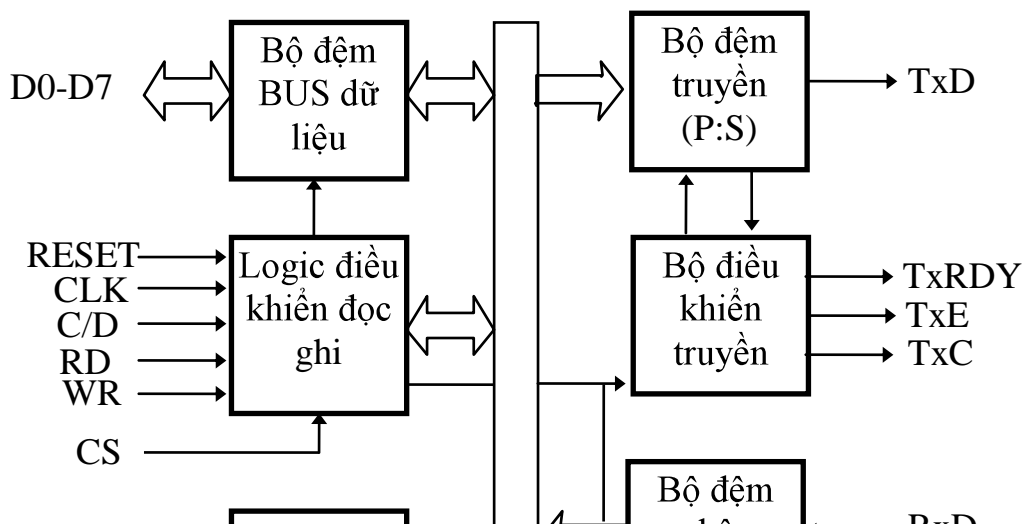 D0-D7
Bộ đệm
BUS dữ
liệu
Bộ đệm
truyền
(P:S)
TxD
RESET
CLK
C/D
RD
WR
CS
Logic điều
khiển đọc
ghi
Bộ điều
khiển
truyền
TxRDY
TxE
TxC
Bộ đệm
RxD